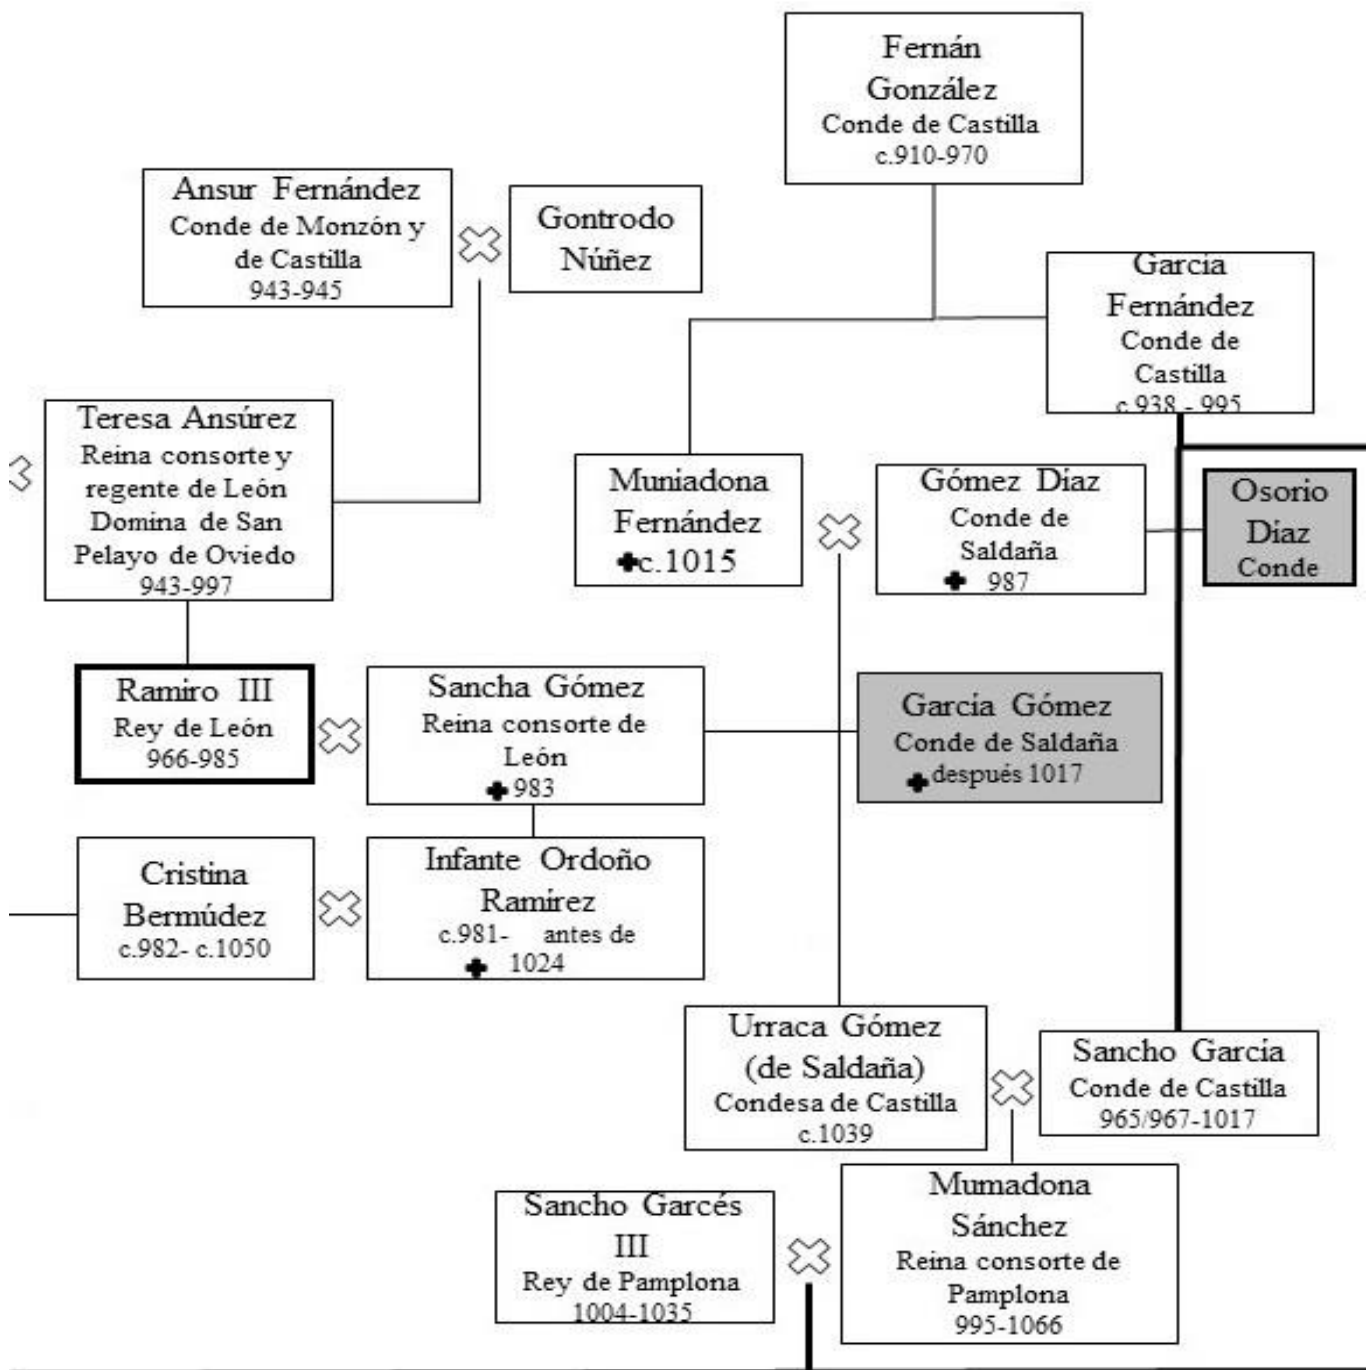 Fernán
González
Conde de Castilla
c.910-970
Ansur Fernández
Conde de Monzón y
de Castilla
943-945
Gontrodo
Núñez
García
Fernández
Conde de
Castilla
c.938 - 995
Teresa Ansúrez
Reina consorte y
regente de León
Domina de San
Pelayo de Oviedo
943-997
Muniadona
Fernández
✚c.1015
Gómez Díaz
Conde de
Saldaña
✚ 987
Osorio
Díaz
Conde
Ramiro III
Rey de León
966-985
Sancha Gómez
Reina consorte de
León
✚ 983
García Gómez
Conde de Saldaña
✚ después 1017
Cristina
Bermúdez
c.982- c.1050
Infante Ordoño
Ramírez
c.981- antes de
✚ 1024
Urraca Gómez
(de Saldaña)
Condesa de Castilla
c.1039
Sancho García
Conde de Castilla
965/967-1017
Sancho Garcés
III
Rey de Pamplona
1004-1035
Mumadona
Sánchez
Reina consorte de
Pamplona
995-1066